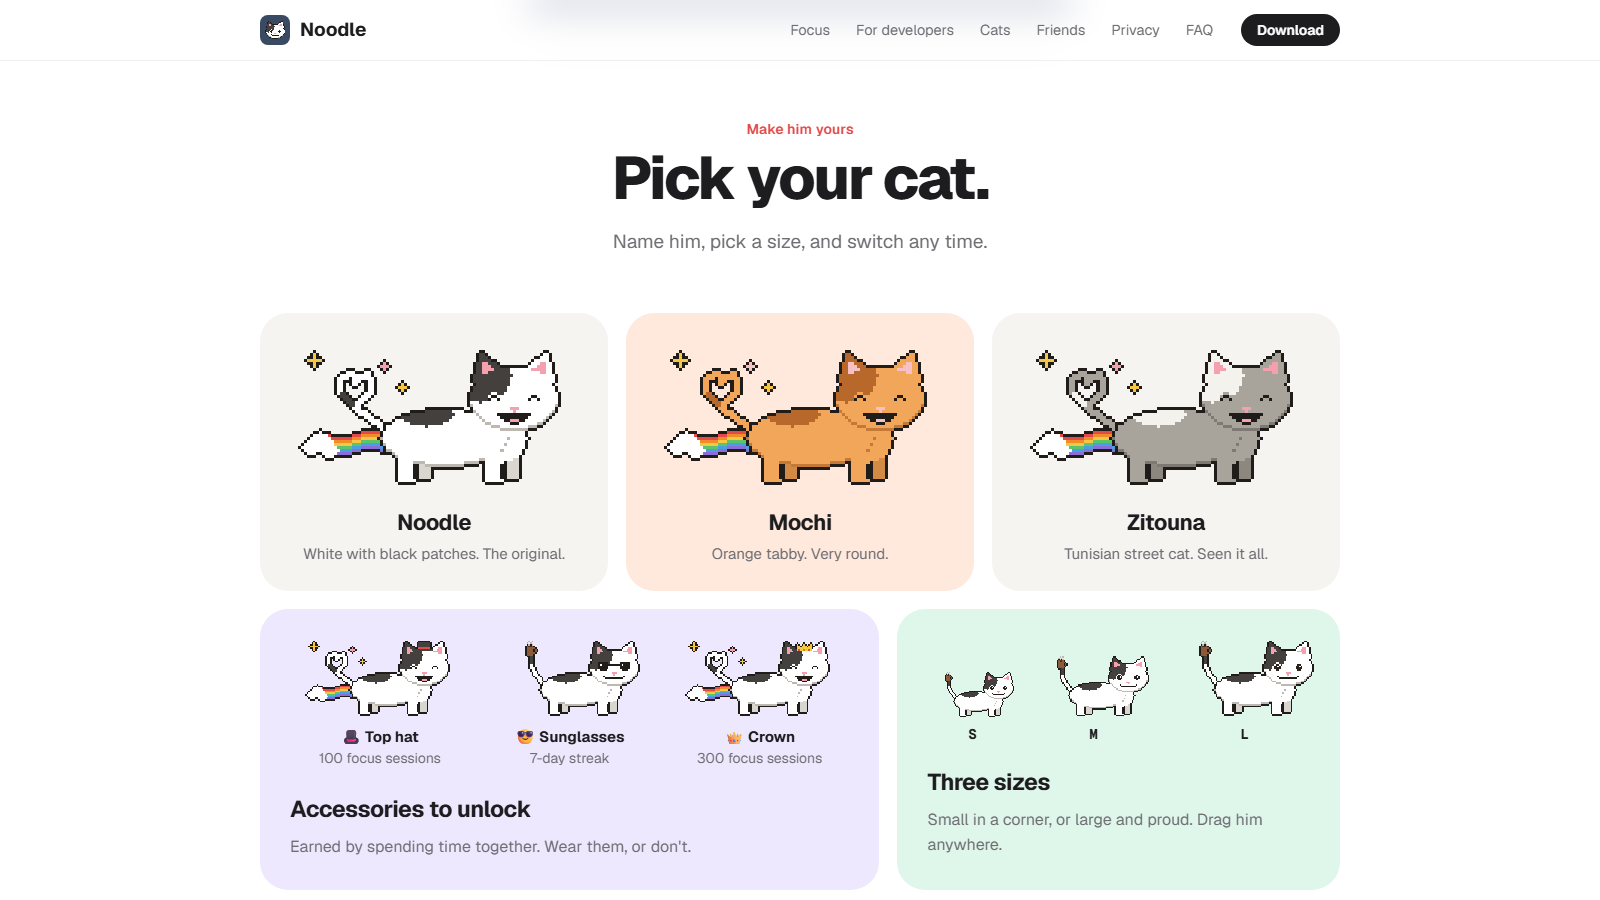 Noodle
Focus
For developers
Cats
Friends
Privacy
FAQ
Download
Make him yours
Pick your cat.
Name him, pick a size, and switch any time.
Noodle
White with black patches. The original.
Mochi
Orange tabby. Very round.
Zitouna
Tunisian street cat. Seen it all.
Top hat
100 focus sessions
Sunglasses
7-day streak
Crown
300 focus sessions
Accessories to unlock
Earned by spending time together. Wear them, or don't.
S
M
L
Three sizes
Small in a corner, or large and proud. Drag him
anywhere.